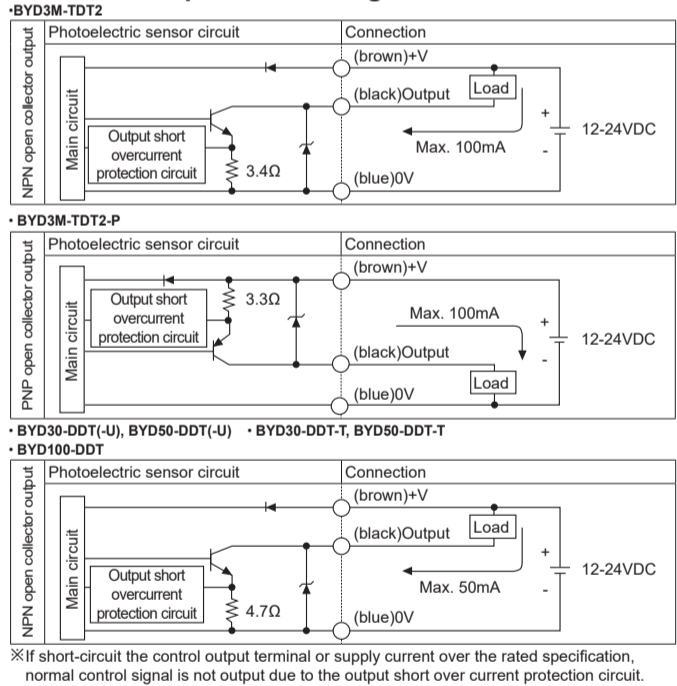 ·BYD3M-TDT2
NPN open collector output
Photoelectric sensor circuit
Connection
Main circuit
Output short
overcurrent
protection circuit
3.4Ω
(brown)+V
(black)Output
Load
Max. 100mA
(blue)0V
+
-
12-24VDC
· BYD3M-TDT2-P
PNP open collector output
Photoelectric sensor circuit
Connection
Main circuit
Output short
overcurrent
protection circuit
3.3Ω
(brown)+V
Max. 100mA
(black)Output
Load
(blue)0V
+
-
12-24VDC
· BYD30-DDT(-U), BYD50-DDT(-U) · BYD30-DDT-T, BYD50-DDT-T
· BYD100-DDT
NPN open collector output
Photoelectric sensor circuit
Connection
Main circuit
Output short
overcurrent
protection circuit
4.7Ω
(brown)+V
(black)Output
Load
Max. 50mA
(blue)0V
+
-
12-24VDC
※If short-circuit the control output terminal or supply current over the rated specification,
normal control signal is not output due to the output short over current protection circuit.